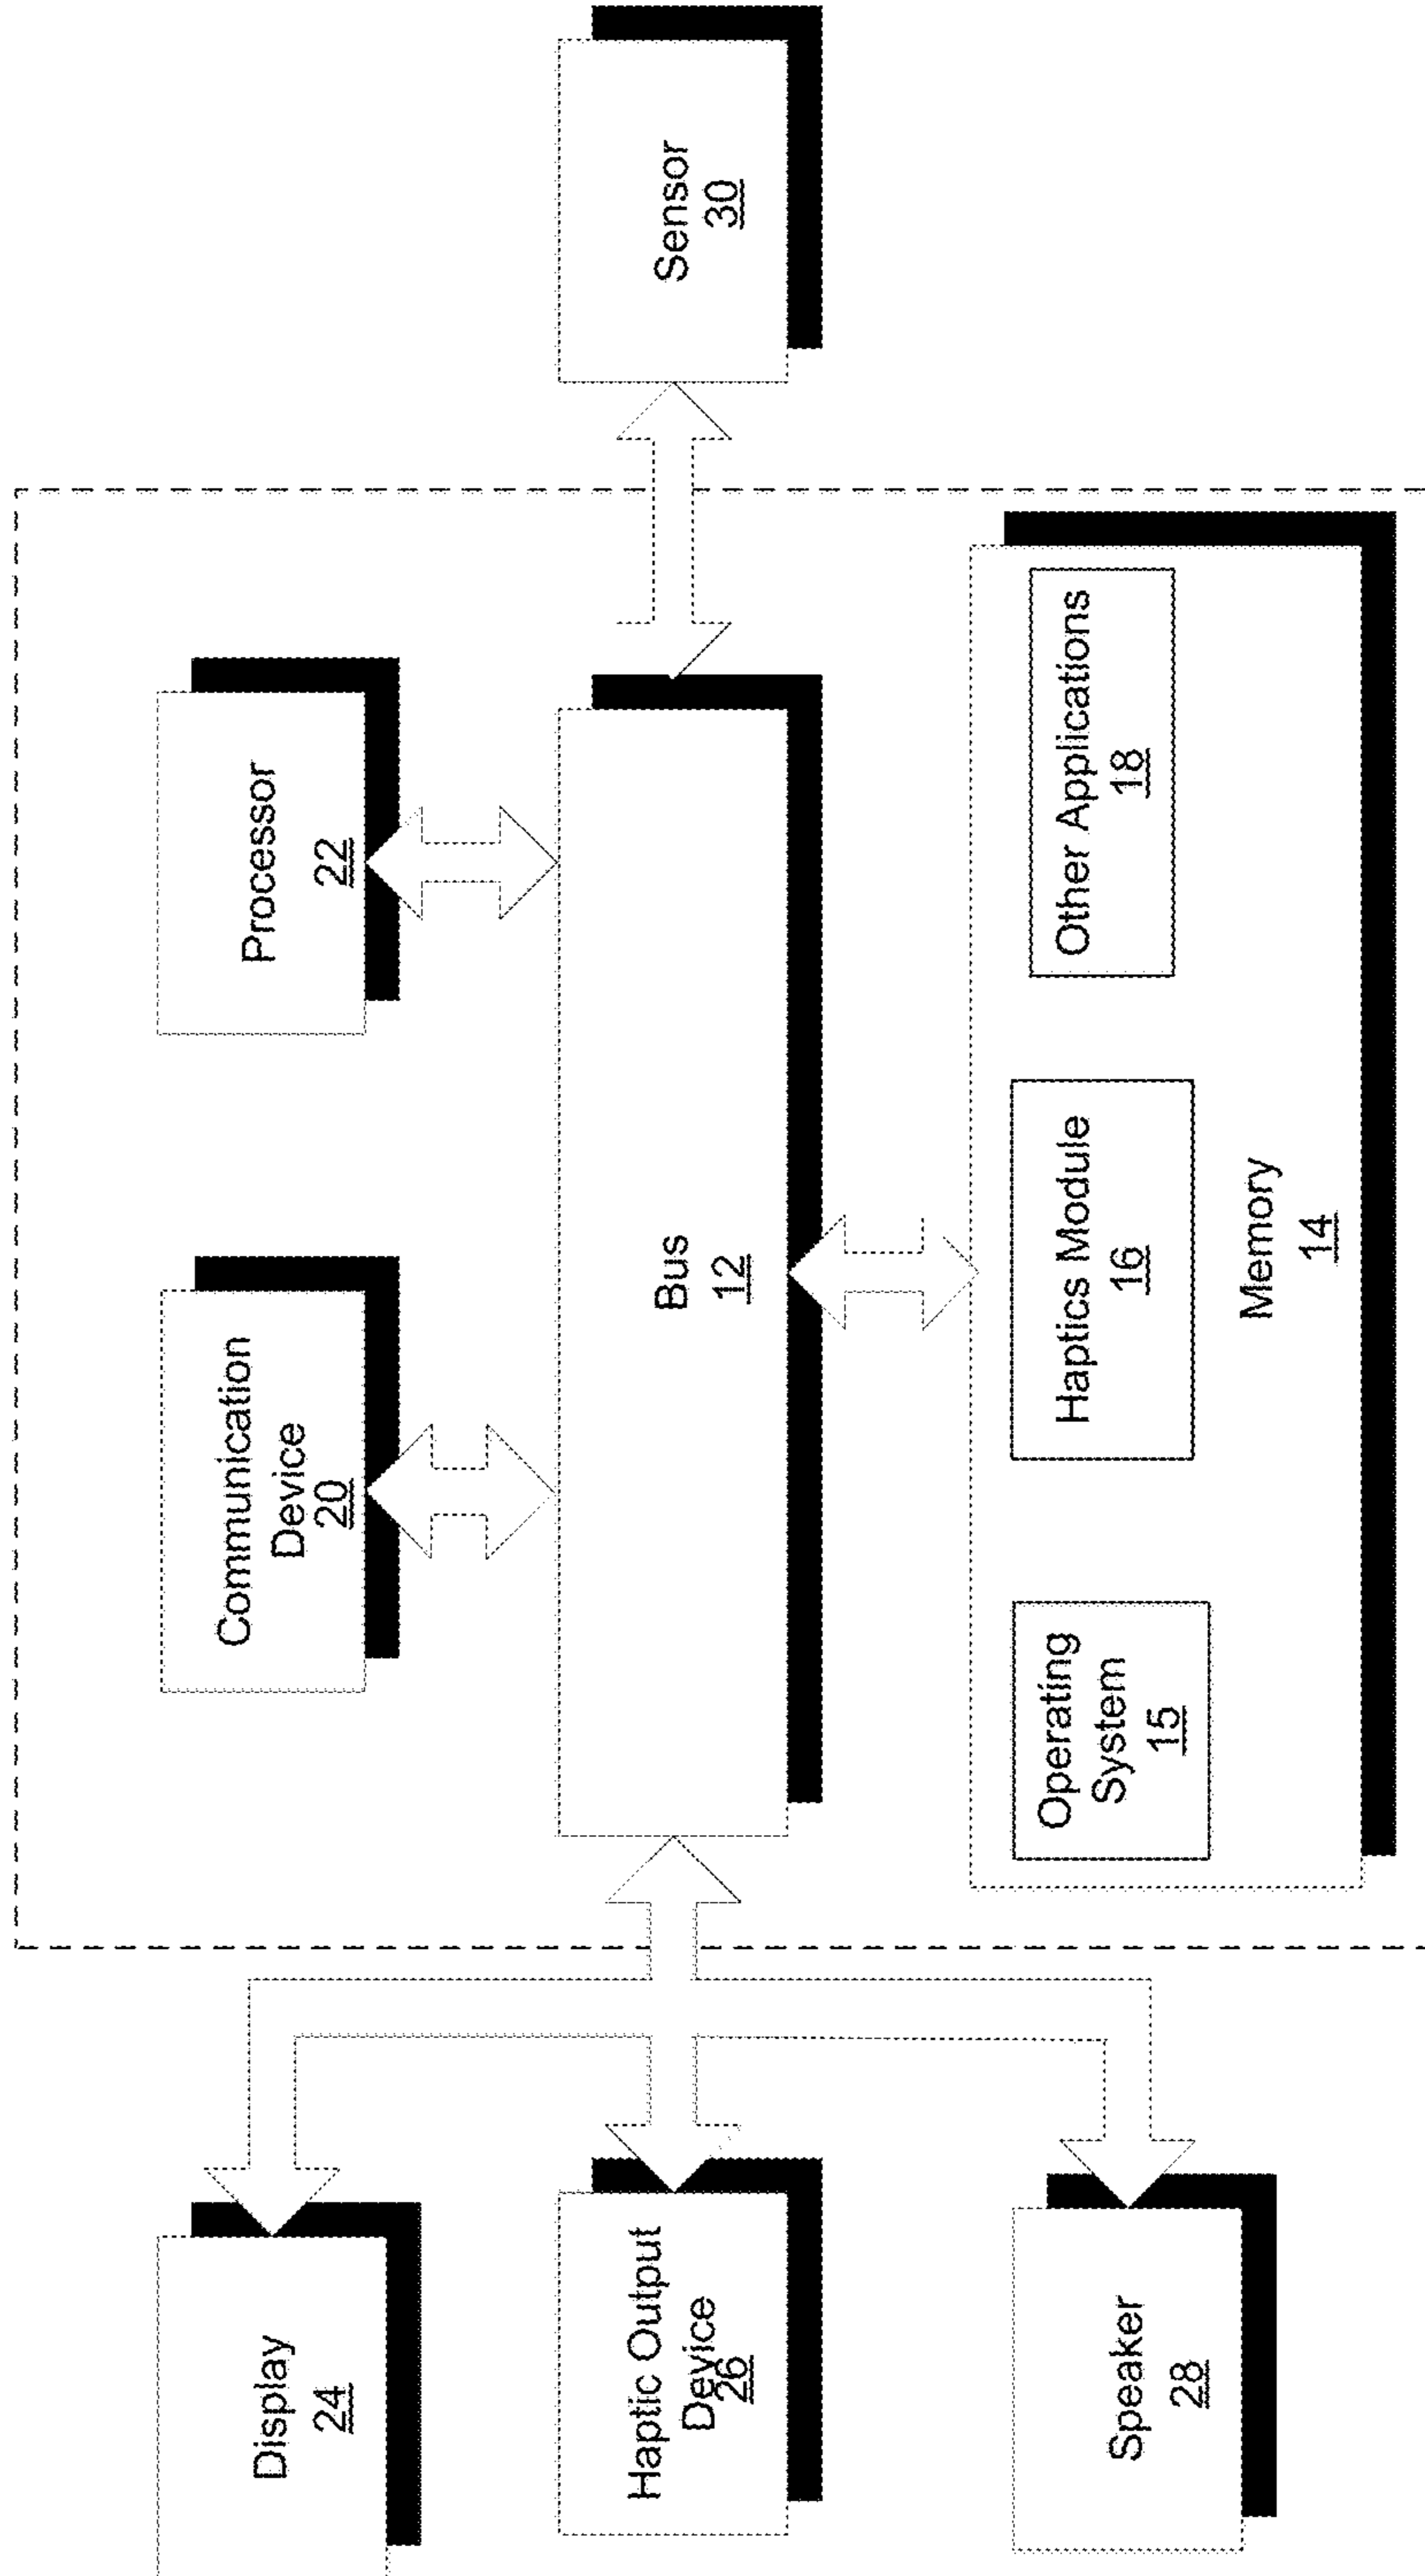 Display
24
Communication
Device
20
Processor
22
Haptic Output
Device
26
Bus
12
Sensor
30
Speaker
28
Operating
System
15
Haptics Module
16
Other Applications
18
Memory
14